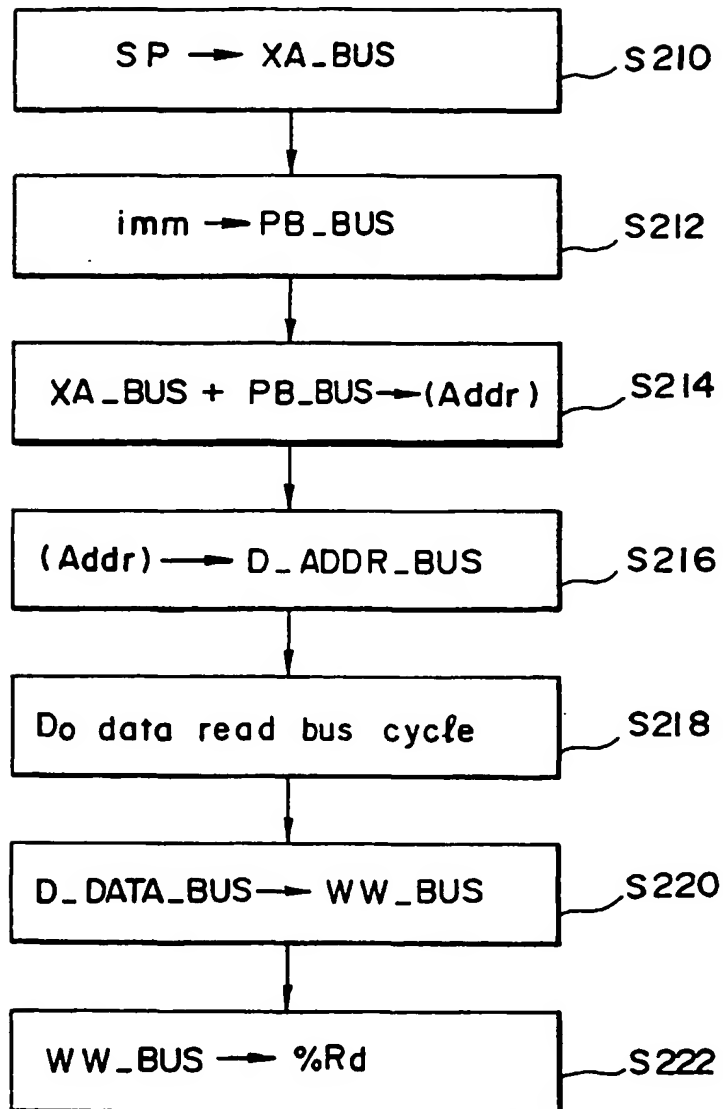 SP → XA_BUS S210
imm → PB_BUS S212
XA_BUS + PB_BUS → (Addr) S214
(Addr) → D_ADDR_BUS S216
Do data read bus cycle S218
D_DATA_BUS → WW_BUS S220
WW_BUS → %Rd S222